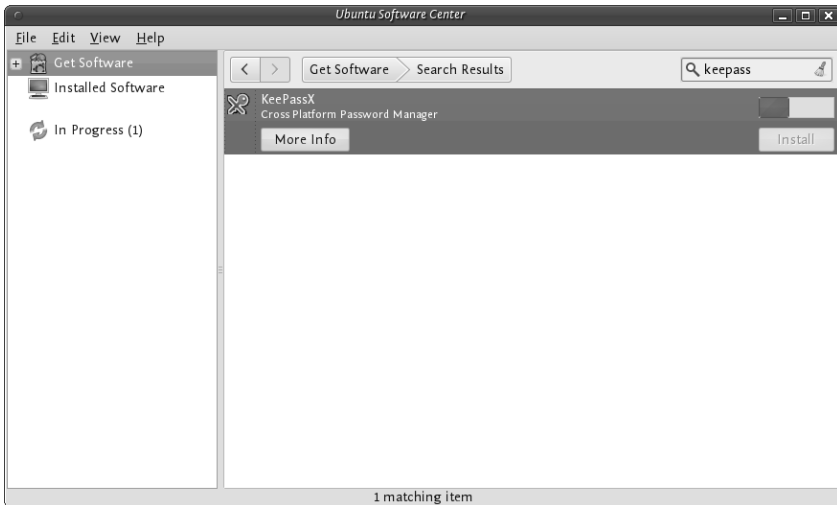 Ubuntu Software Center
File Edit View Help
Get Software
Installed Software
In Progress (1)
Get Software Search Results
keepass
KeePassX
Cross Platform Password Manager
More Info
Install
1 matching item